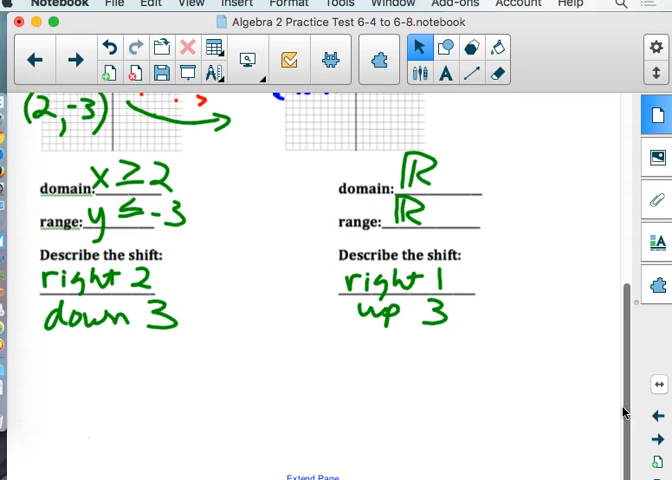 Notebook File Edit View Insert Format Tools Window Add-ons Account Help
Algebra 2 Practice Test 6-4 to 6-8.notebook
(2, -3)
domain: x ≥ 2
range: y ≤ -3
Describe the shift:
right 2
down 3
domain: ℝ
range: ℝ
Describe the shift:
right 1
up 3
Extend Page